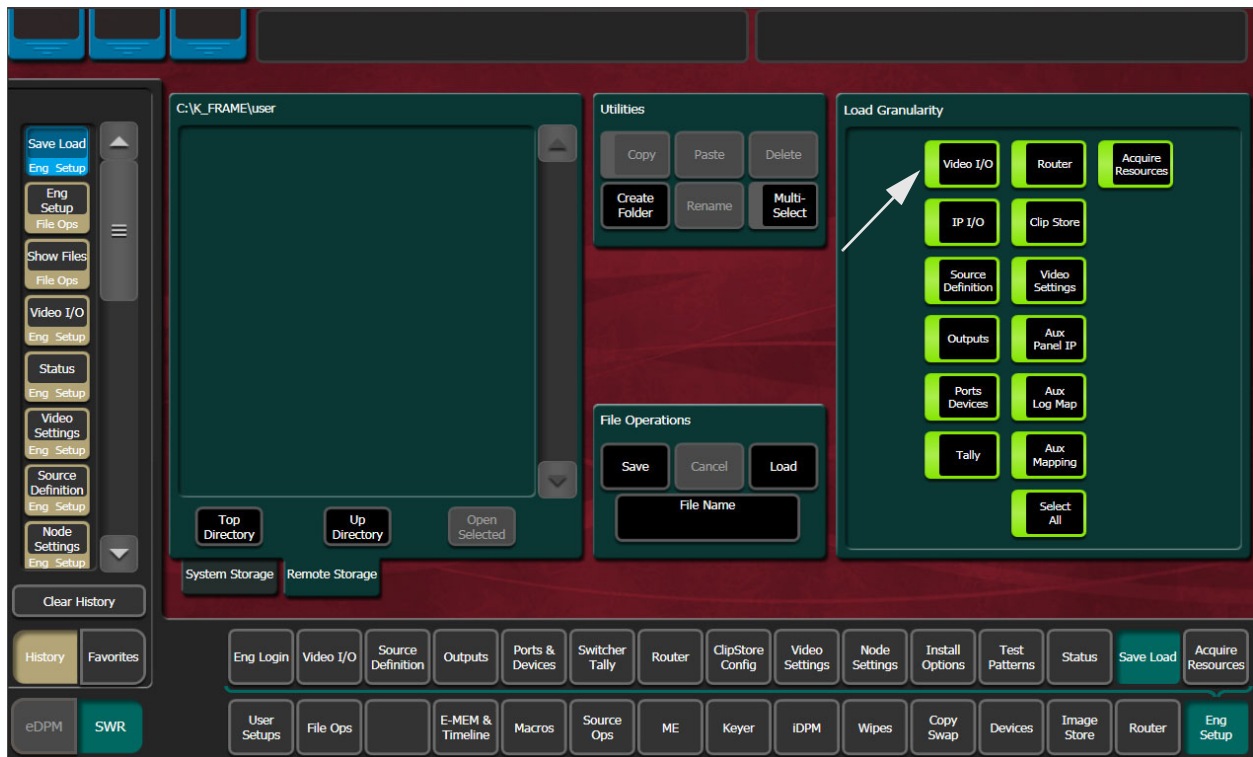 Save Load
Eng Setup
Eng
Setup
File Ops
Show Files
File Ops
Video I/O
Eng Setup
Status
Eng Setup
Video
Settings
Eng Setup
Source
Definition
Eng Setup
Node
Settings
Eng Setup
Clear History
History
Favorites
eDPM
SWR
C:\K_FRAME\user
Top
Directory
Up
Directory
Open
Selected
System Storage
Remote Storage
Utilities
Copy
Paste
Delete
Create
Folder
Rename
Multi-
Select
File Operations
Save
Cancel
Load
File Name
Load Granularity
Video I/O
Router
Acquire
Resources
IP I/O
Clip Store
Source
Definition
Video
Settings
Outputs
Aux
Panel IP
Ports
Devices
Aux
Log Map
Tally
Aux
Mapping
Select
All
Eng Login
Video I/O
Source
Definition
Outputs
Ports &
Devices
Switcher
Tally
Router
ClipStore
Config
Video
Settings
Node
Settings
Install
Options
Test
Patterns
Status
Save Load
Acquire
Resources
User
Setups
File Ops
E-MEM &
Timeline
Macros
Source
Ops
ME
Keyer
iDPM
Wipes
Copy
Swap
Devices
Image
Store
Router
Eng
Setup